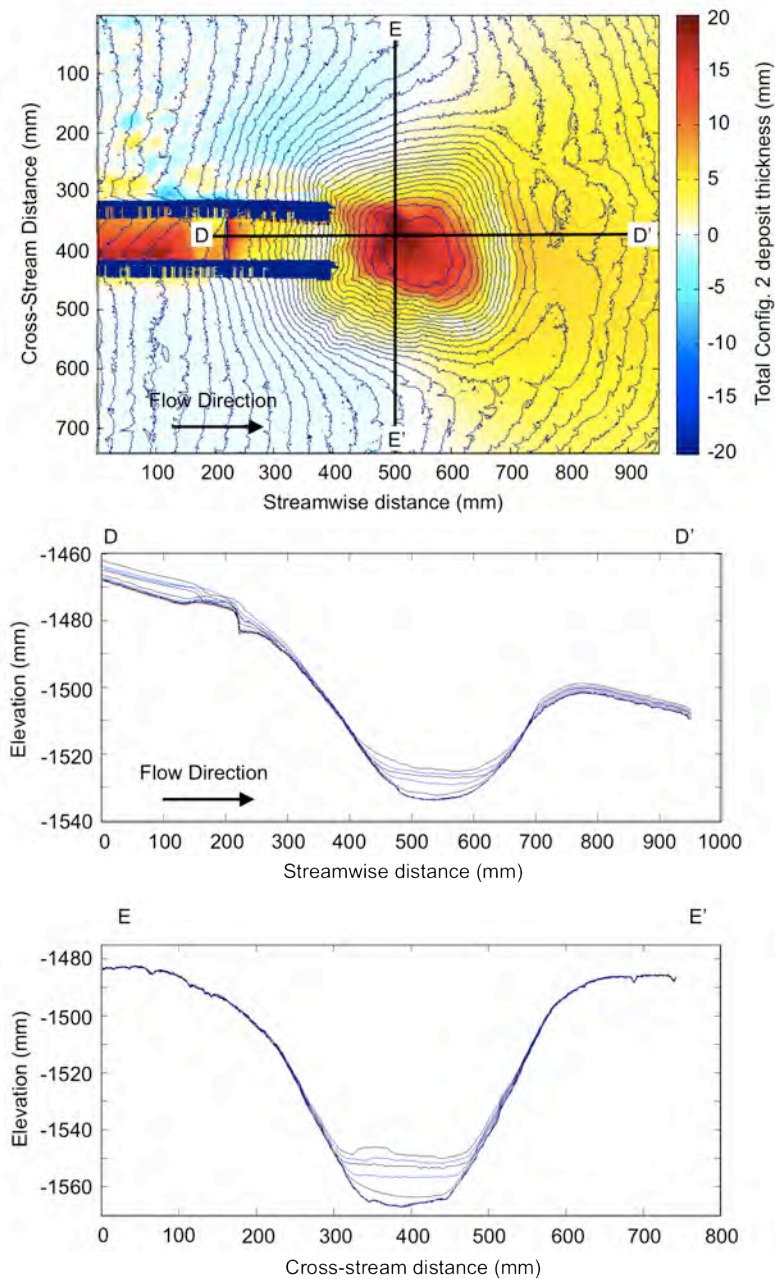 E
100
200
300
400
500
600
700
Cross-Stream Distance (mm)
D
D'
Flow Direction
E'
100 200 300 400 500 600 700 800 900
Streamwise distance (mm)
20
15
10
5
0
-5
-10
-15
-20
Total Config. 2 deposit thickness (mm)
D D'
-1460
-1480
-1500
-1520
-1540
Elevation (mm)
Flow Direction
0 100 200 300 400 500 600 700 800 900 1000
Streamwise distance (mm)
E E'
-1480
-1500
-1520
-1540
-1560
Elevation (mm)
0 100 200 300 400 500 600 700 800
Cross-stream distance (mm)